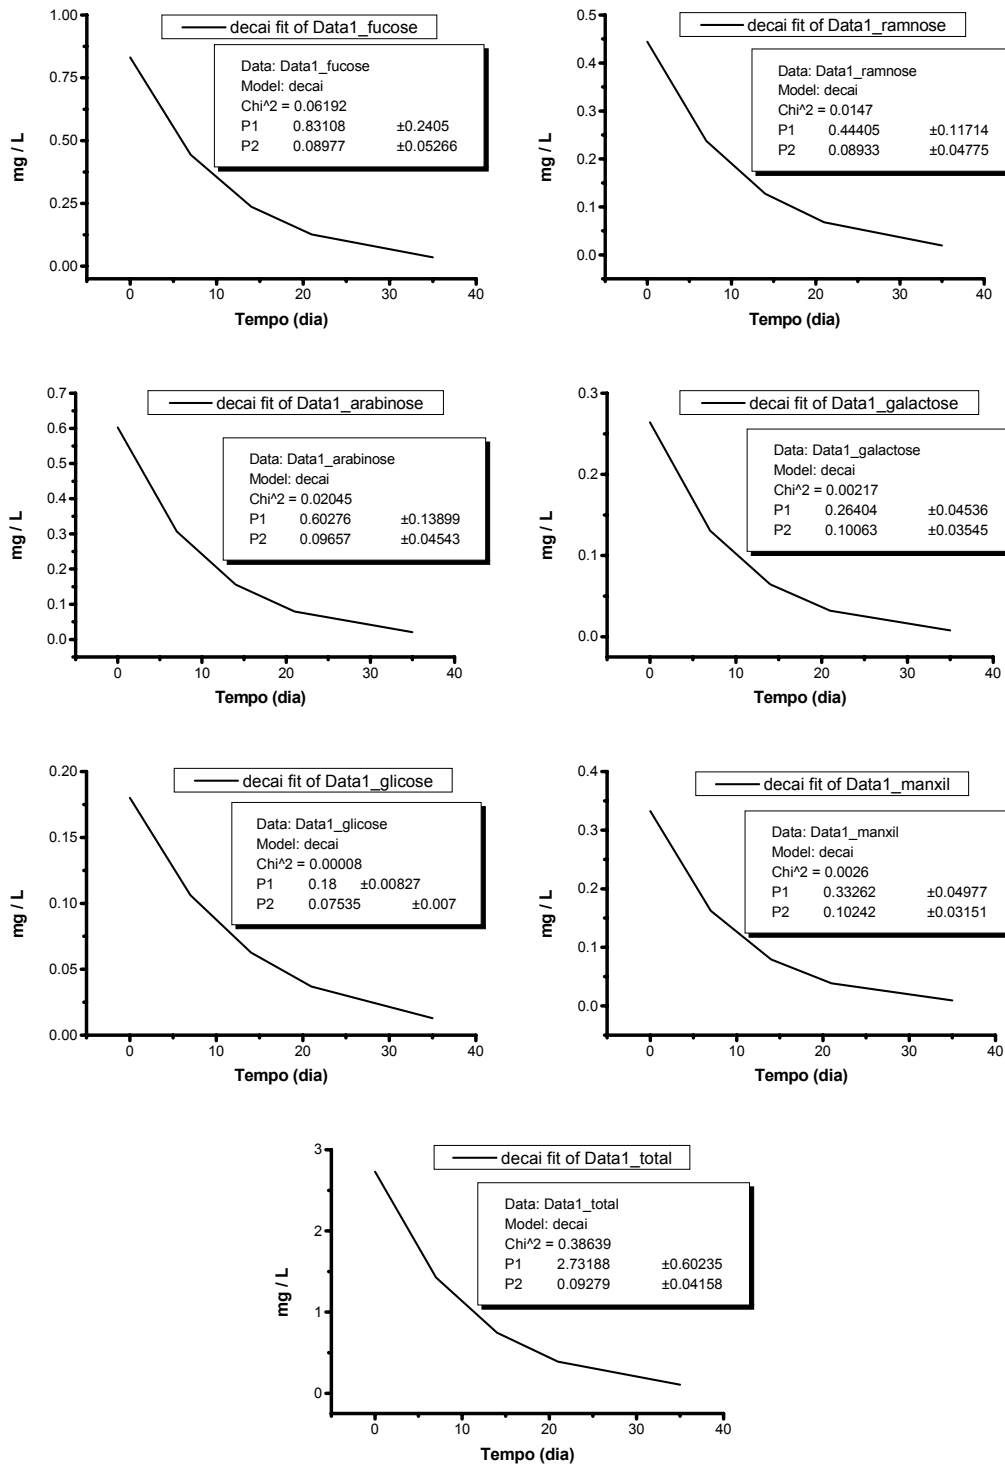 decai fit of Data1_fucose
Data: Data1_fucose
Model: decai
Chi^2 = 0.06192
P1 0.83108 ±0.2405
P2 0.08977 ±0.05266
1.00
0.75
0.50
0.25
0.00
mg / L
0 10 20 30 40
Tempo (dia)
decai fit of Data1_ramnose
Data: Data1_ramnose
Model: decai
Chi^2 = 0.0147
P1 0.44405 ±0.11714
P2 0.08933 ±0.04775
0.5
0.4
0.3
0.2
0.1
0.0
mg / L
0 10 20 30 40
Tempo (dia)
decai fit of Data1_arabinose
Data: Data1_arabinose
Model: decai
Chi^2 = 0.02045
P1 0.60276 ±0.13899
P2 0.09657 ±0.04543
0.7
0.6
0.5
0.4
0.3
0.2
0.1
0.0
mg / L
0 10 20 30 40
Tempo (dia)
decai fit of Data1_galactose
Data: Data1_galactose
Model: decai
Chi^2 = 0.00217
P1 0.26404 ±0.04536
P2 0.10063 ±0.03545
0.3
0.2
0.1
0.0
mg / L
0 10 20 30 40
Tempo (dia)
decai fit of Data1_glicose
Data: Data1_glicose
Model: decai
Chi^2 = 0.00008
P1 0.18 ±0.00827
P2 0.07535 ±0.007
0.20
0.15
0.10
0.05
0.00
mg / L
0 10 20 30 40
Tempo (dia)
decai fit of Data1_manxil
Data: Data1_manxil
Model: decai
Chi^2 = 0.0026
P1 0.33262 ±0.04977
P2 0.10242 ±0.03151
0.4
0.3
0.2
0.1
0.0
mg / L
0 10 20 30 40
Tempo (dia)
decai fit of Data1_total
Data: Data1_total
Model: decai
Chi^2 = 0.38639
P1 2.73188 ±0.60235
P2 0.09279 ±0.04158
3
2
1
0
mg / L
0 10 20 30 40
Tempo (dia)